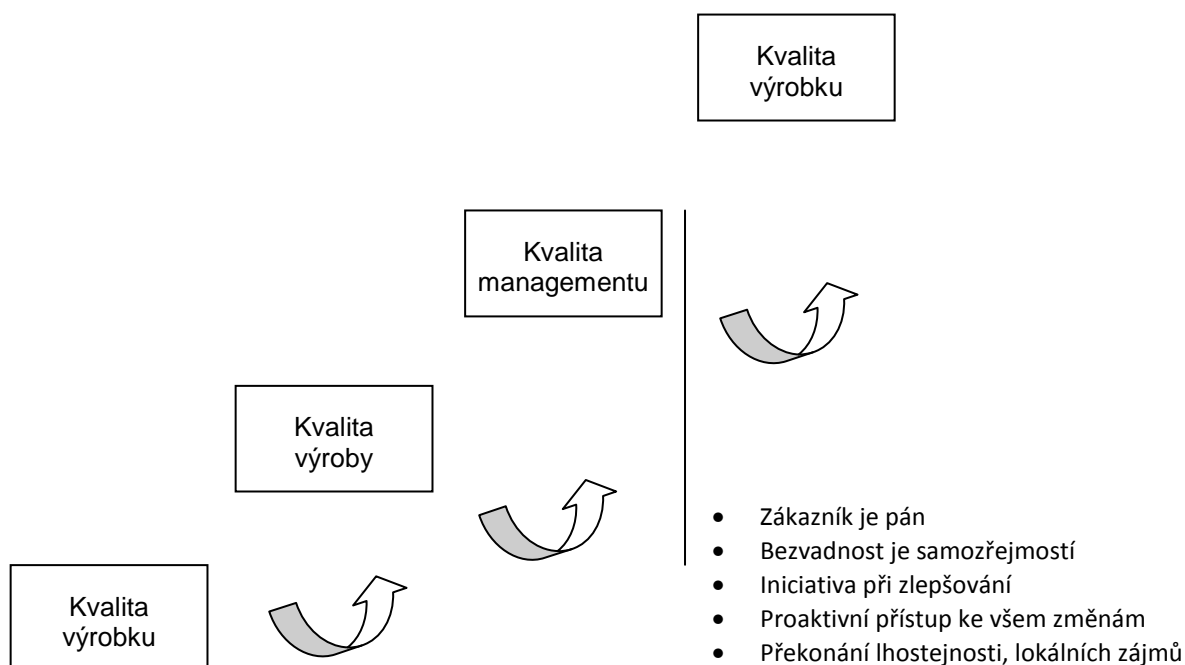 Kvalita
výrobku
Kvalita
managementu
Kvalita
výroby
Kvalita
výrobku
• Zákazník je pán
• Bezvadnost je samozřejmostí
• Iniciativa při zlepšování
• Proaktivní přístup ke všem změnám
• Překonání lhostejnosti, lokálních zájmů